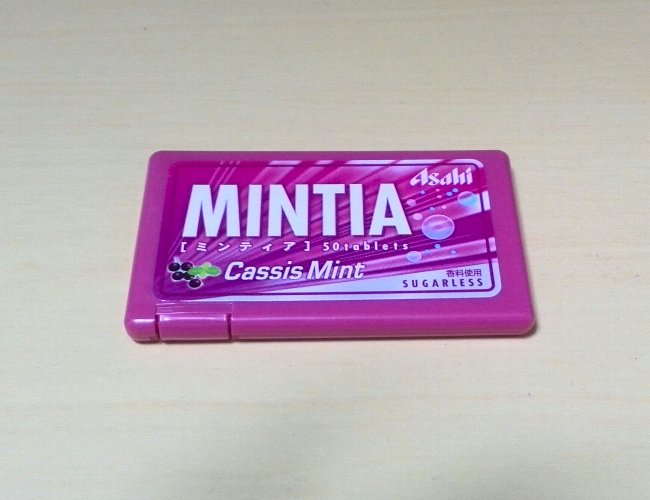 Asahi
MINTIA
[ミンティア] 50tablets
Cassis Mint
香料使用
SUGARLESS